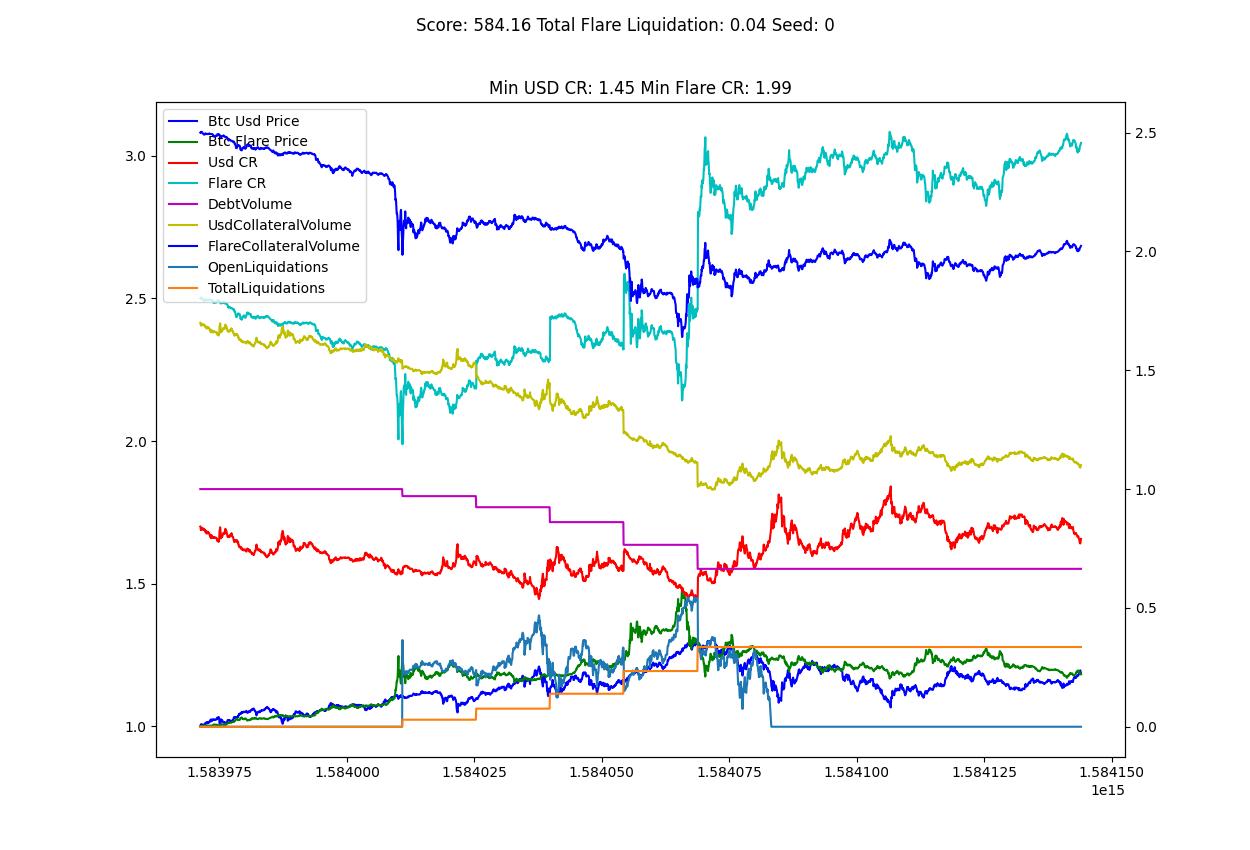 Score: 584.16 Total Flare Liquidation: 0.04 Seed: 0
Min USD CR: 1.45 Min Flare CR: 1.99
Btc Usd Price
Btc Flare Price
Usd CR
Flare CR
DebtVolume
UsdCollateralVolume
FlareCollateralVolume
OpenLiquidations
TotalLiquidations
3.0
2.5
2.0
1.5
1.0
2.5
2.0
1.5
1.0
0.5
0.0
1.583975 1.584000 1.584025 1.584050 1.584075 1.584100 1.584125 1.584150
1e15